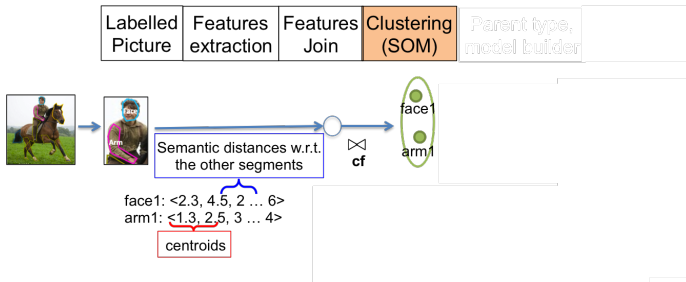 Labelled
Picture
Features
extraction
Features
Join
Clustering
(SOM)
Parent type,
model builder
face
Arm
Semantic distances w.r.t.
the other segments
cf
face1
arm1
face1: <2.3, 4.5, 2 … 6>
arm1: <1.3, 2.5, 3 … 4>
centroids